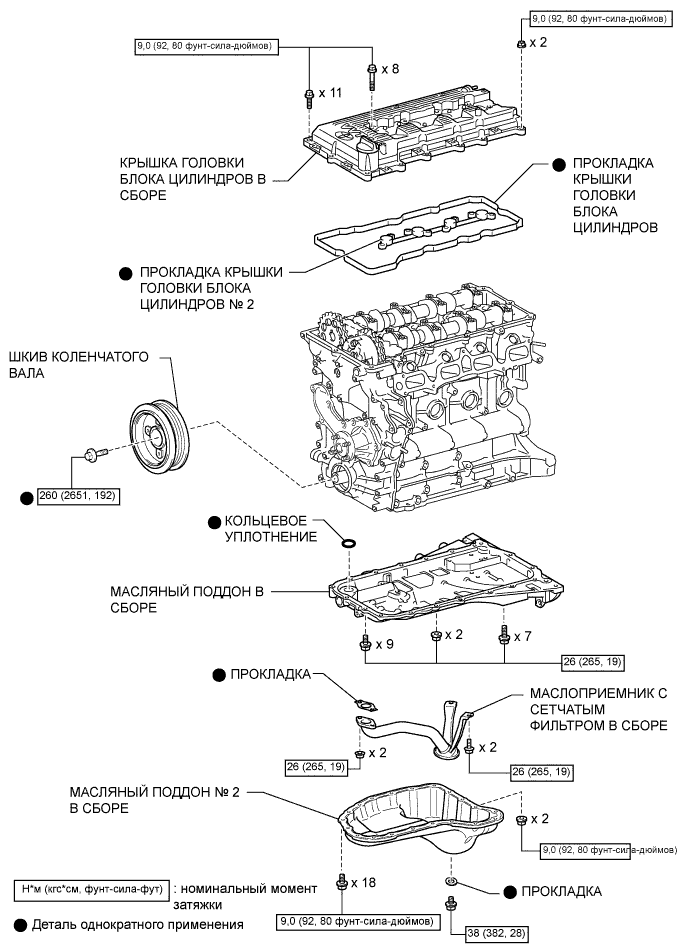 9,0 (92, 80 фунт-сила-дюймов)
9,0 (92, 80 фунт-сила-дюймов)
x 2
x 8
x 11
КРЫШКА ГОЛОВКИ
БЛОКА ЦИЛИНДРОВ В
СБОРЕ
ПРОКЛАДКА
КРЫШКИ
ГОЛОВКИ
БЛОКА
ЦИЛИНДРОВ
ПРОКЛАДКА КРЫШКИ
ГОЛОВКИ БЛОКА
ЦИЛИНДРОВ № 2
ШКИВ КОЛЕНЧАТОГО
ВАЛА
260 (2651, 192)
КОЛЬЦЕВОЕ
УПЛОТНЕНИЕ
МАСЛЯНЫЙ ПОДДОН В
СБОРЕ
x 9
x 2
x 7
26 (265, 19)
ПРОКЛАДКА
МАСЛОПРИЕМНИК С
СЕТЧАТЫМ
ФИЛЬТРОМ В СБОРЕ
x 2
x 2
26 (265, 19)
26 (265, 19)
МАСЛЯНЫЙ ПОДДОН № 2
В СБОРЕ
x 2
9,0 (92, 80 фунт-сила-дюймов)
x 18
ПРОКЛАДКА
Н*м (кгс*см, фунт-сила-фут)
: номинальный момент
затяжки
Деталь однократного применения
9,0 (92, 80 фунт-сила-дюймов)
38 (382, 28)